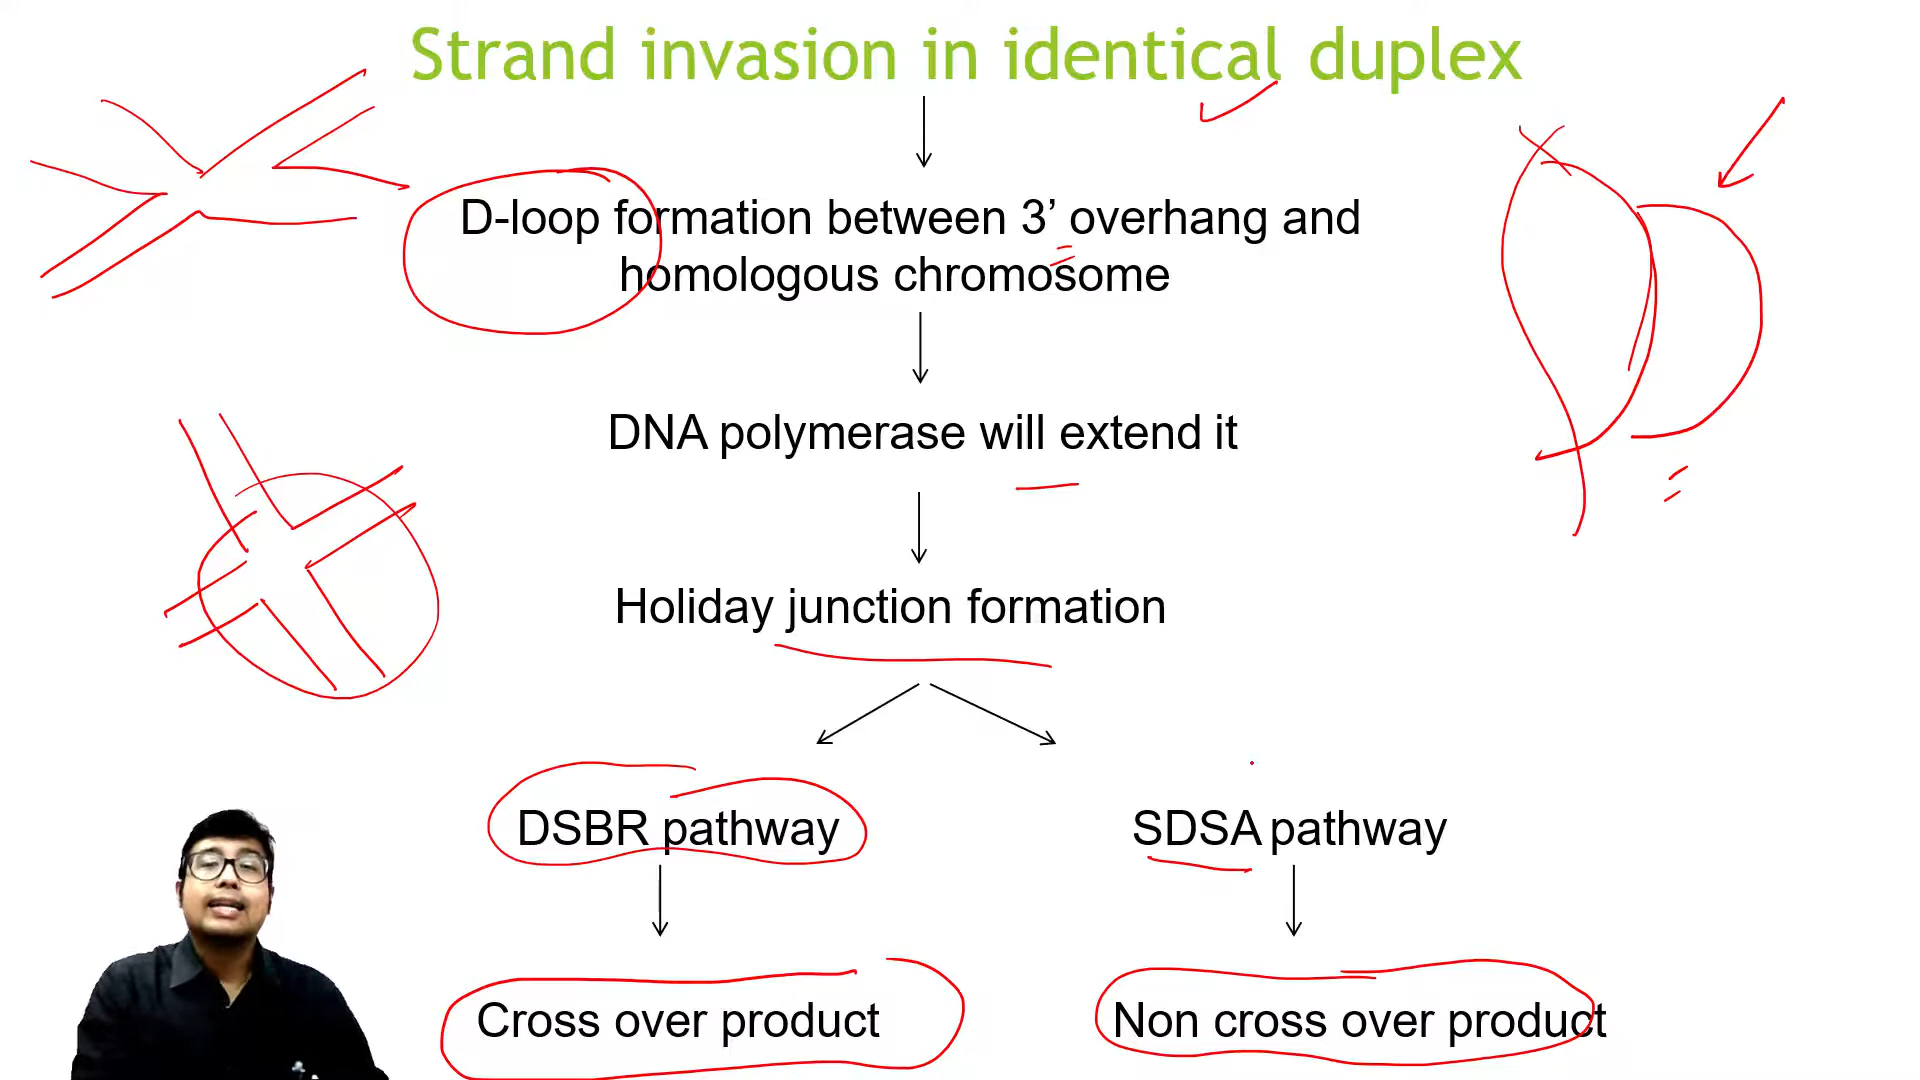 Strand invasion in identical duplex
D-loop formation between 3’ overhang and
homologous chromosome
DNA polymerase will extend it
Holiday junction formation
DSBR pathway
SDSA pathway
Cross over product
Non cross over product